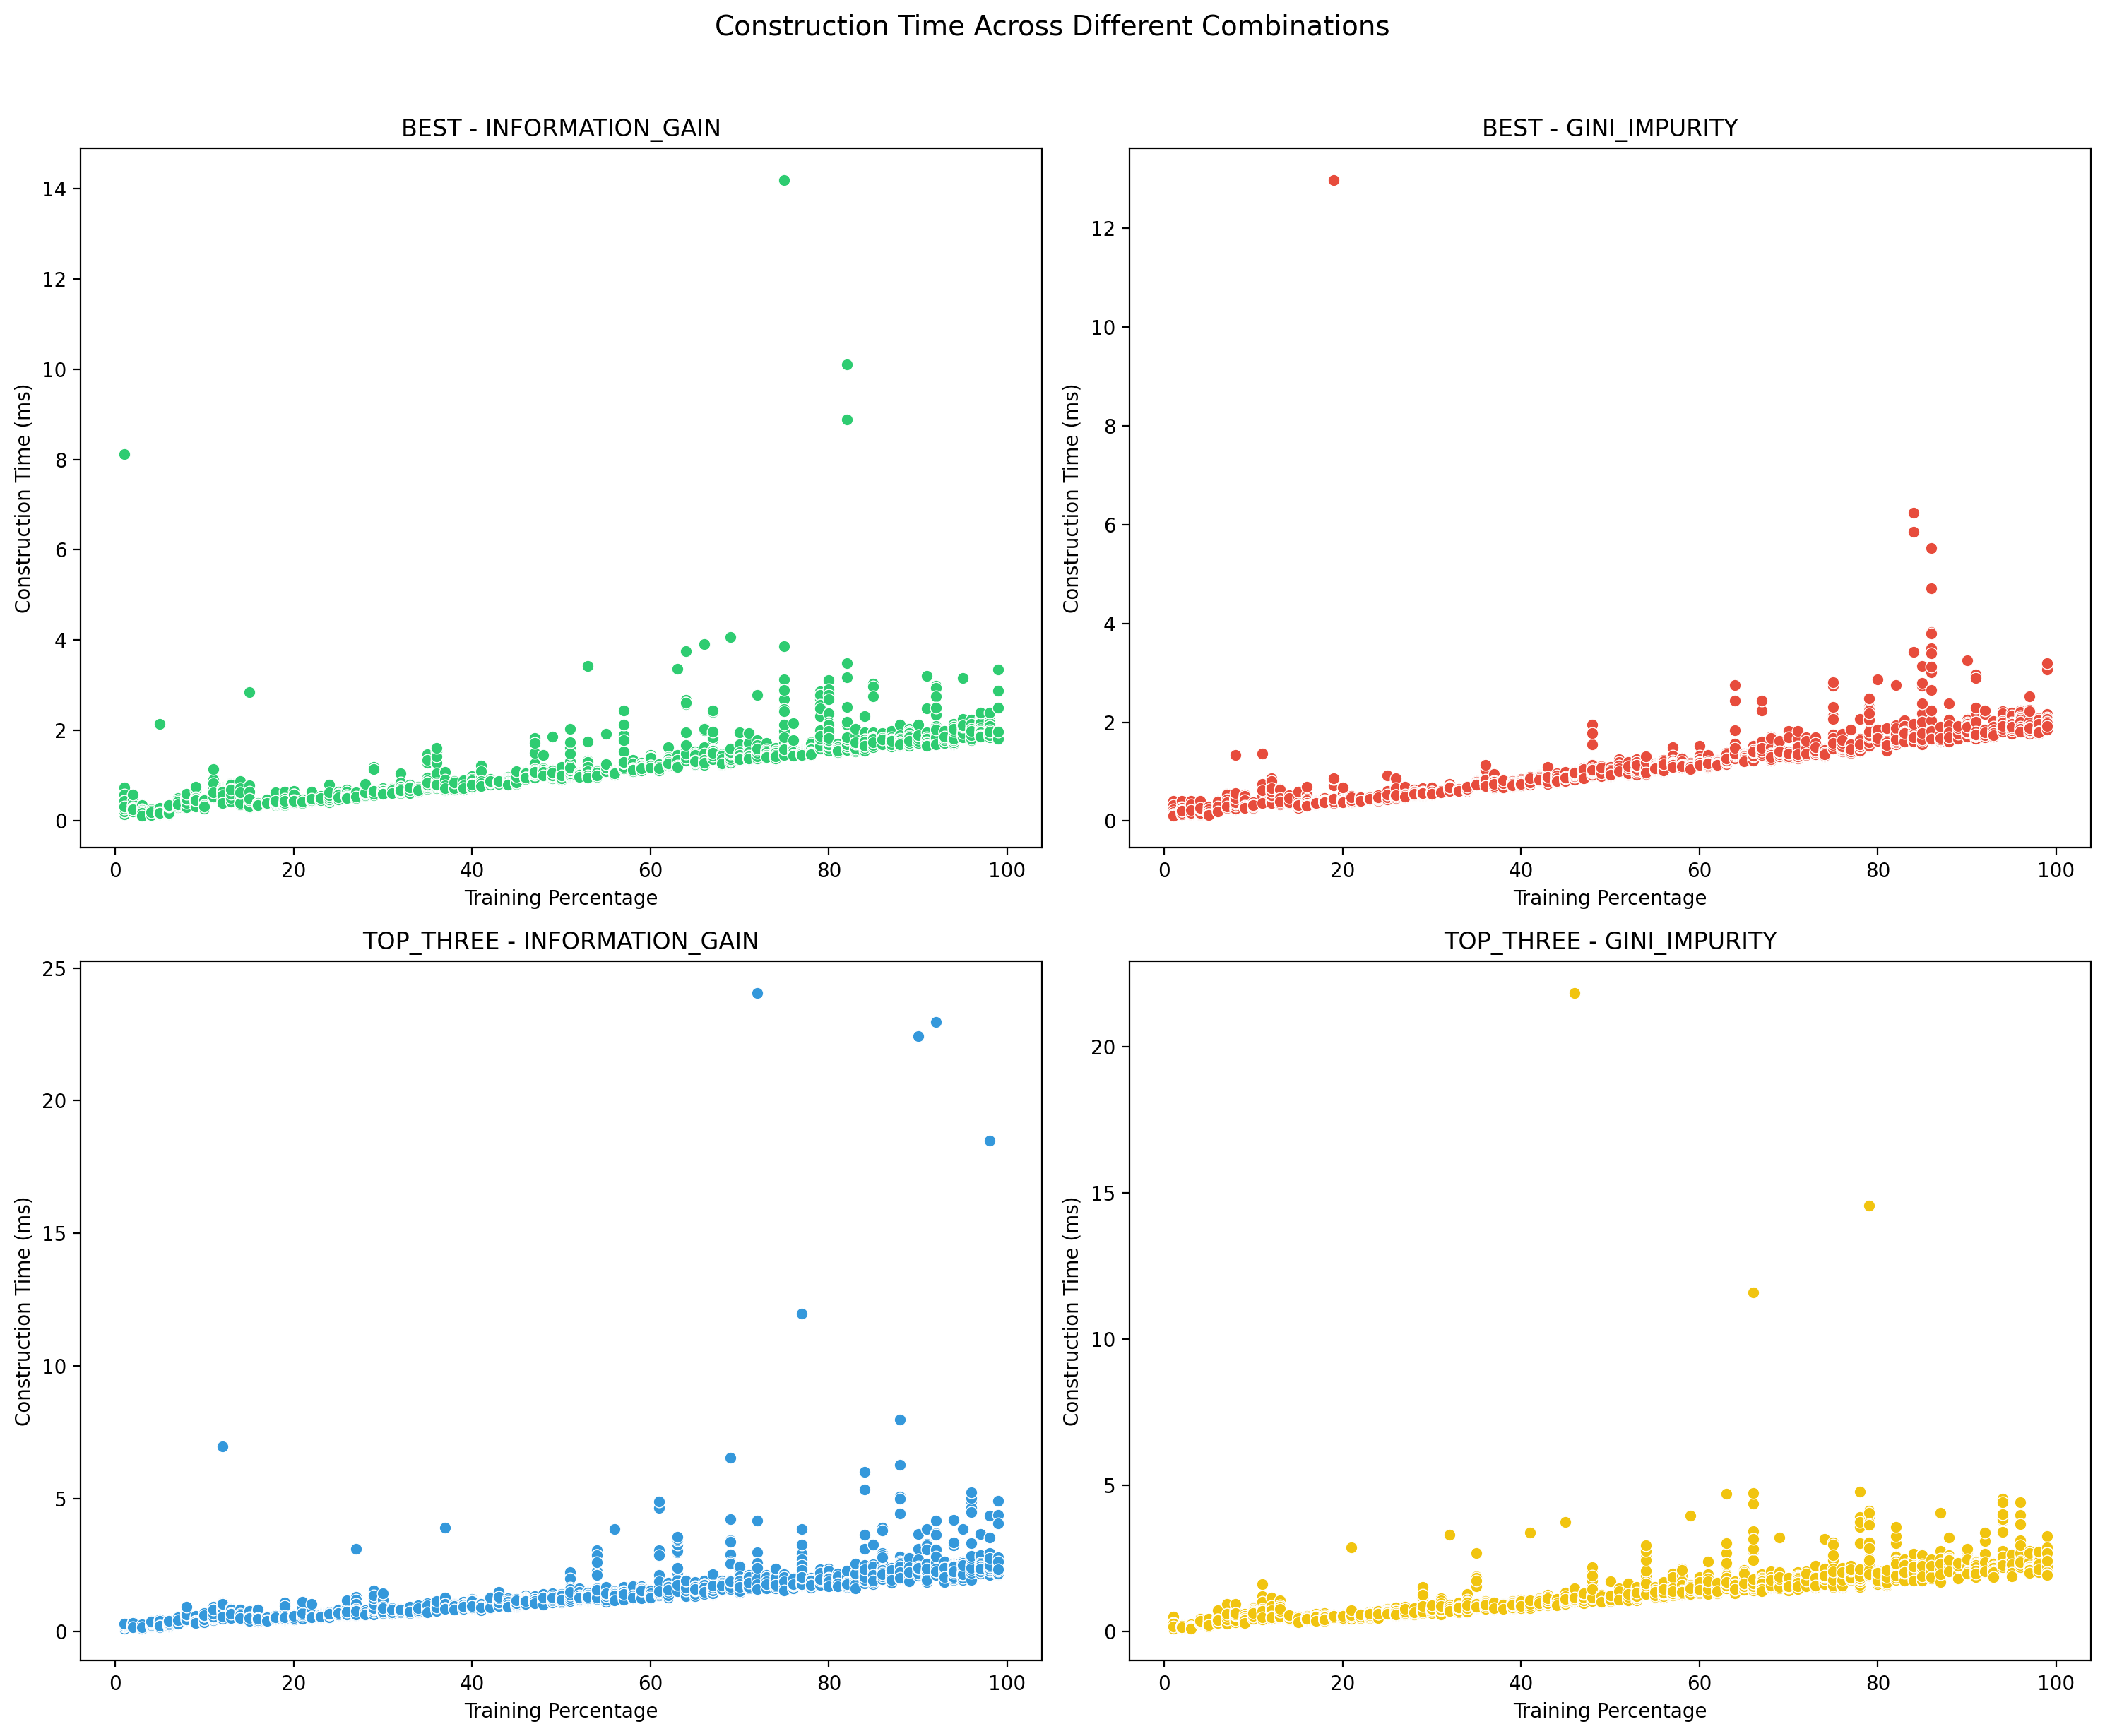 Construction Time Across Different Combinations
BEST - INFORMATION_GAIN
Construction Time (ms)
14
12
10
8
6
4
2
0
0 20 40 60 80 100
Training Percentage
BEST - GINI_IMPURITY
Construction Time (ms)
12
10
8
6
4
2
0
0 20 40 60 80 100
Training Percentage
TOP_THREE - INFORMATION_GAIN
Construction Time (ms)
25
20
15
10
5
0
0 20 40 60 80 100
Training Percentage
TOP_THREE - GINI_IMPURITY
Construction Time (ms)
20
15
10
5
0
0 20 40 60 80 100
Training Percentage